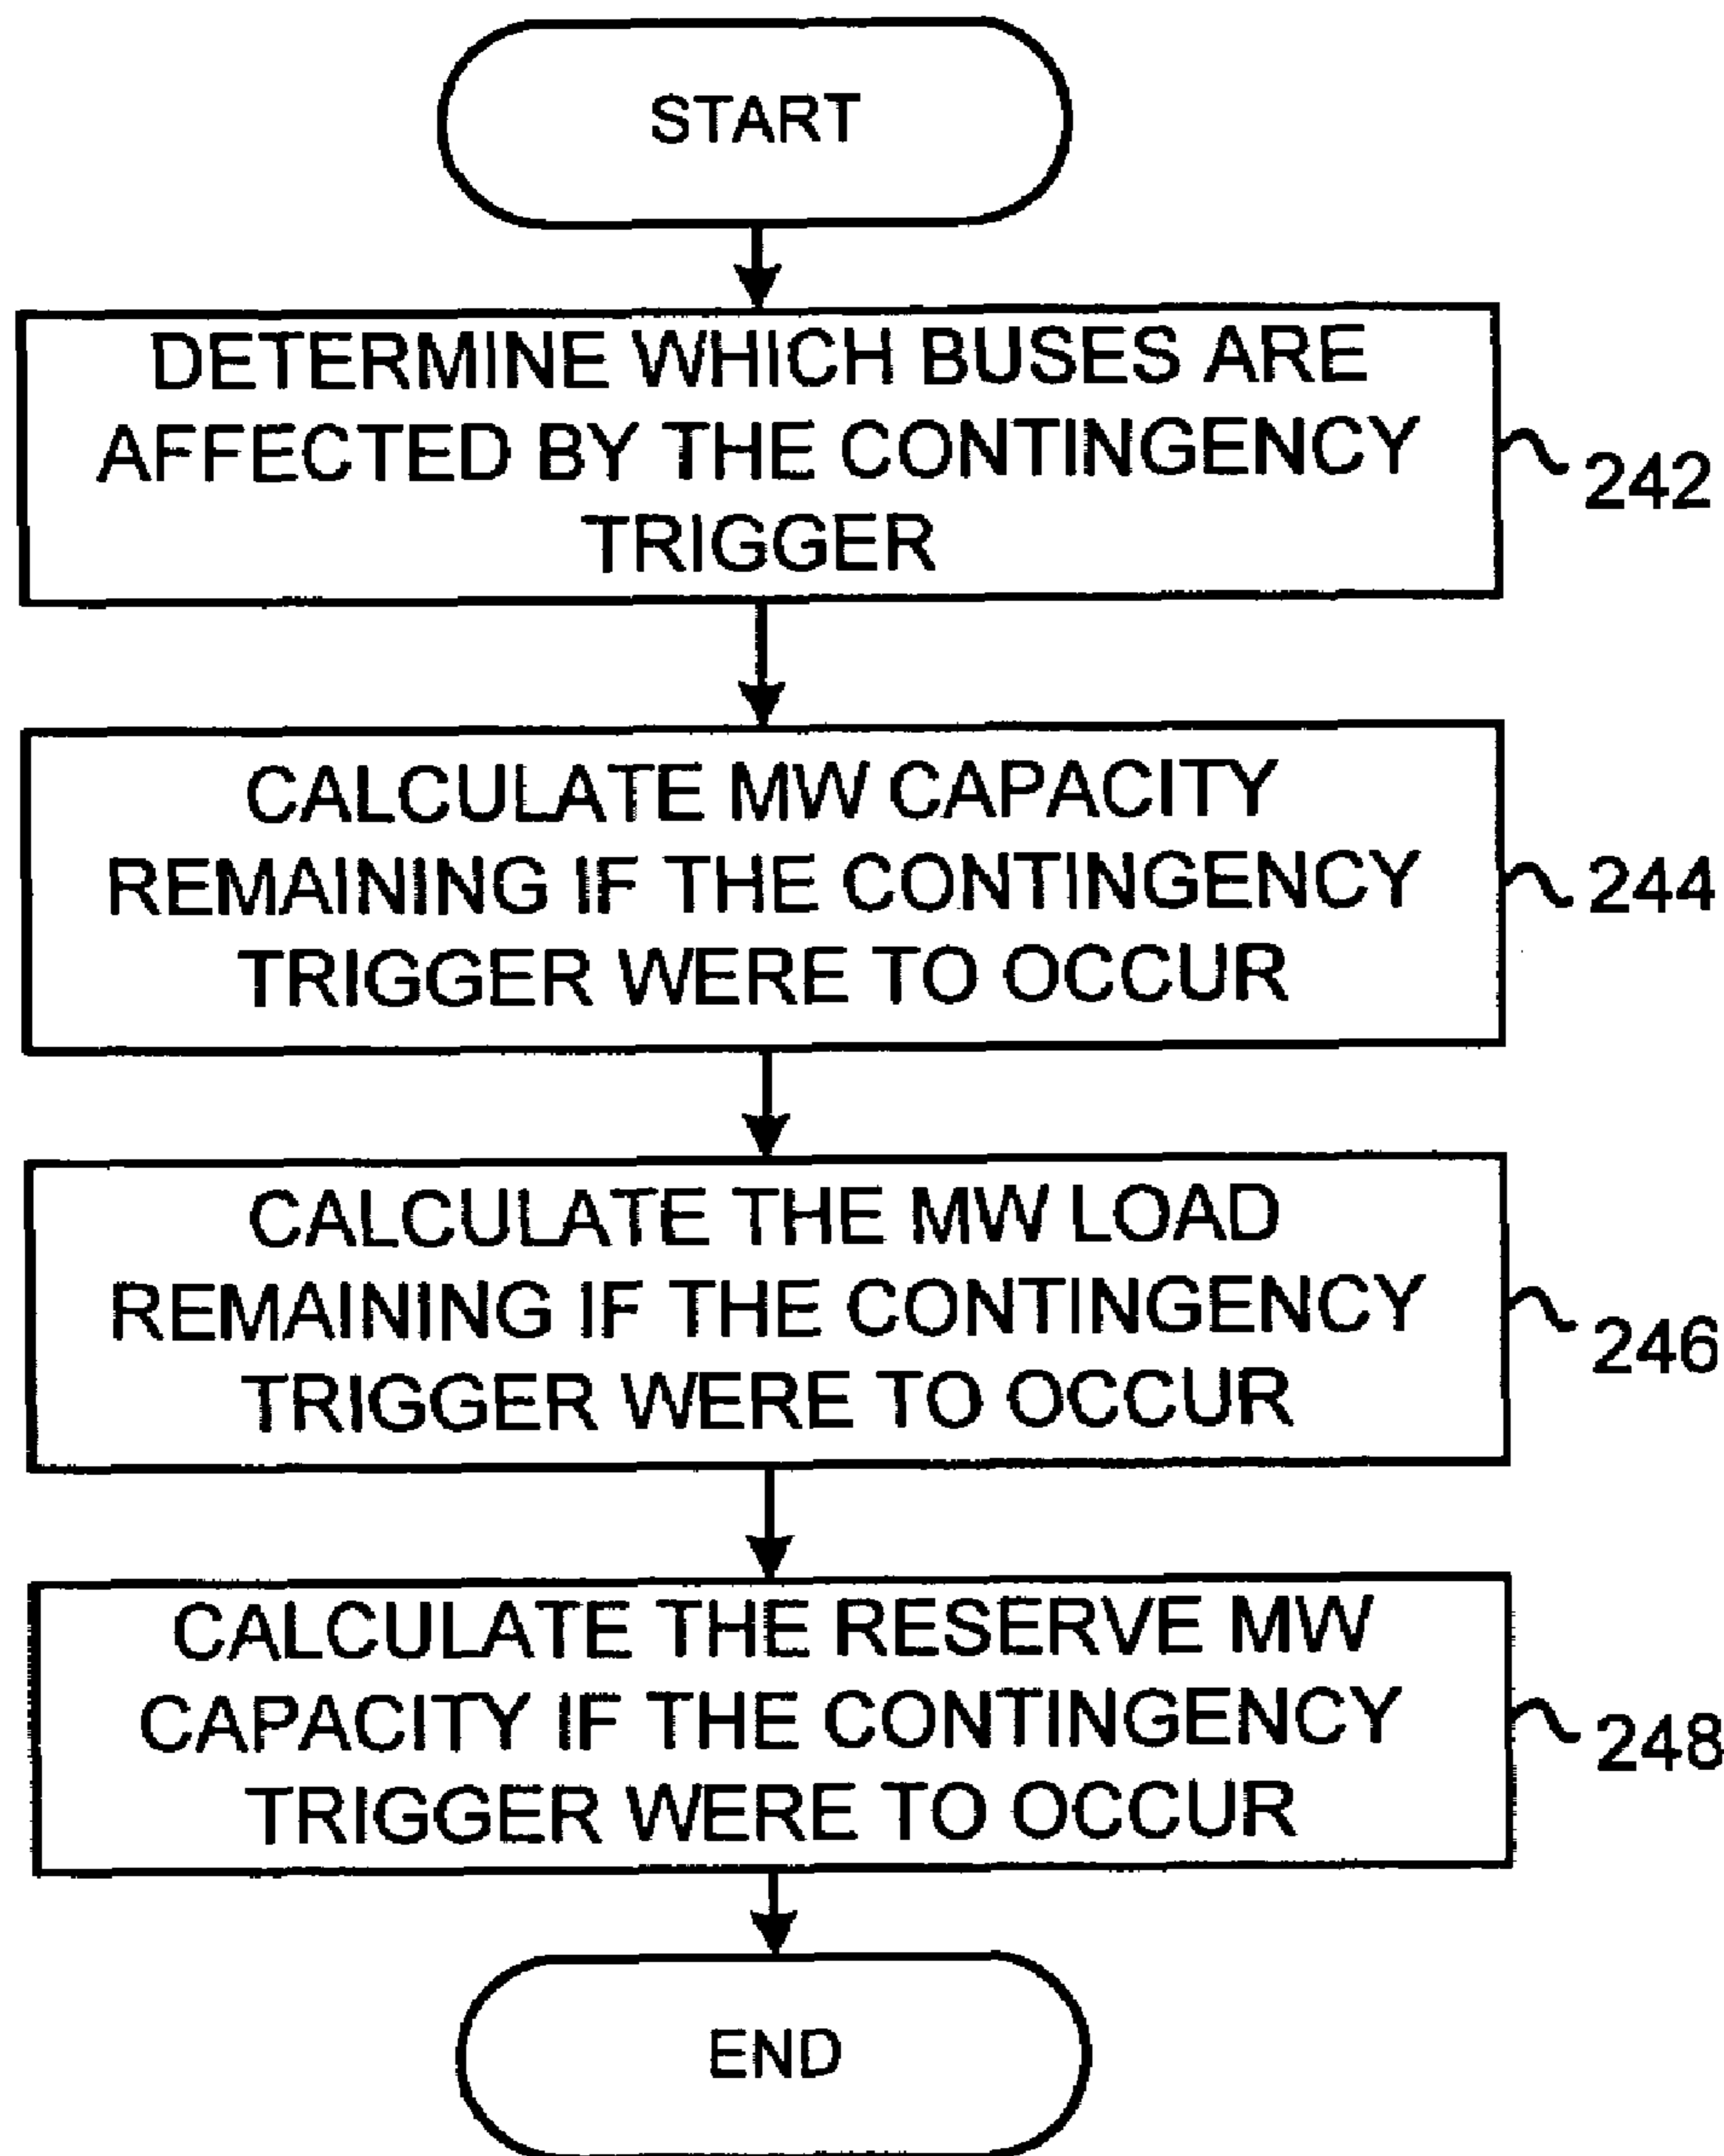 START
DETERMINE WHICH BUSES ARE
AFFECTED BY THE CONTINGENCY
TRIGGER
242
CALCULATE MW CAPACITY
REMAINING IF THE CONTINGENCY
TRIGGER WERE TO OCCUR
244
CALCULATE THE MW LOAD
REMAINING IF THE CONTINGENCY
TRIGGER WERE TO OCCUR
246
CALCULATE THE RESERVE MW
CAPACITY IF THE CONTINGENCY
TRIGGER WERE TO OCCUR
248
END